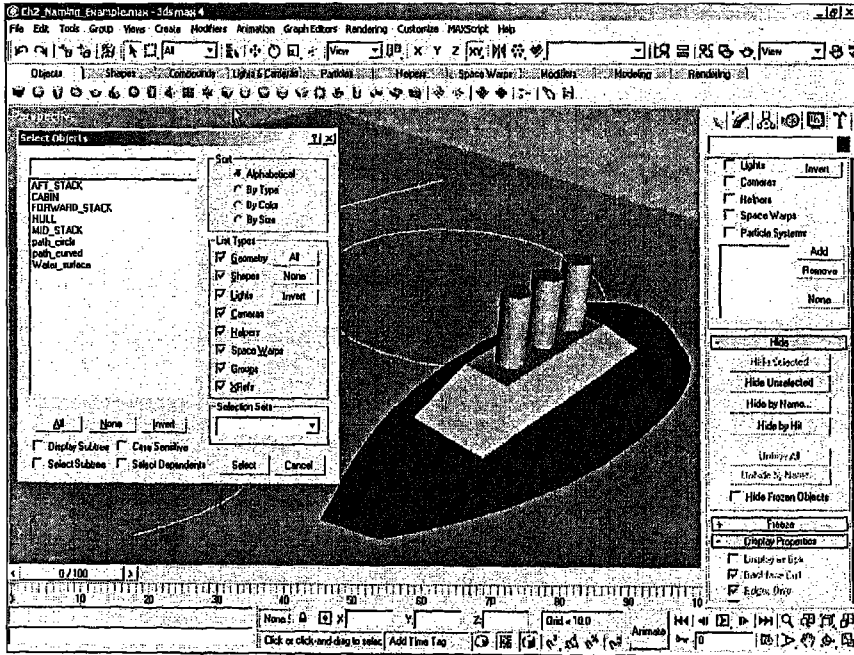 Ch2_Naming_Example.max - 3ds max 4
File Edit Tools Group Views Create Modifiers Animation Graph Editors Rendering Customize MAXScript Help
All View X Y Z XY View
Objects Shapes Compounds Lights & Cameras Particles Helpers Space Warps Modifiers Modeling Rendering
Perspective
Select Objects
AFT_STACK
CABIN
FORWARD_STACK
HULL
MID_STACK
path_circle
path_curved
Water_surface
Sort
Alphabetical
By Type
By Color
By Size
List Types
Geometry All
Shapes None
Lights Invert
Cameras
Helpers
Space Warps
Groups
XRefs
Selection Sets
All None Invert
Display Subtree Case Sensitive
Select Subtree Select Dependents Select Cancel
Lights Invert
Cameras
Helpers
Space Warps
Particle Systems
Add
Remove
None
- Hide
Hide Selected
Hide Unselected
Hide by Name...
Hide by Hit
Unhide All
Unhide by Name...
Hide Frozen Objects
+ Freeze
- Display Properties
Display as Box
Backface Cull
Edges Only
< 0 / 100 >
10 20 30 40 50 60 70 80 90
X: Y: Z: Grid = 10.0
Click or click-and-drag to selec Add Time Tag Animate 0